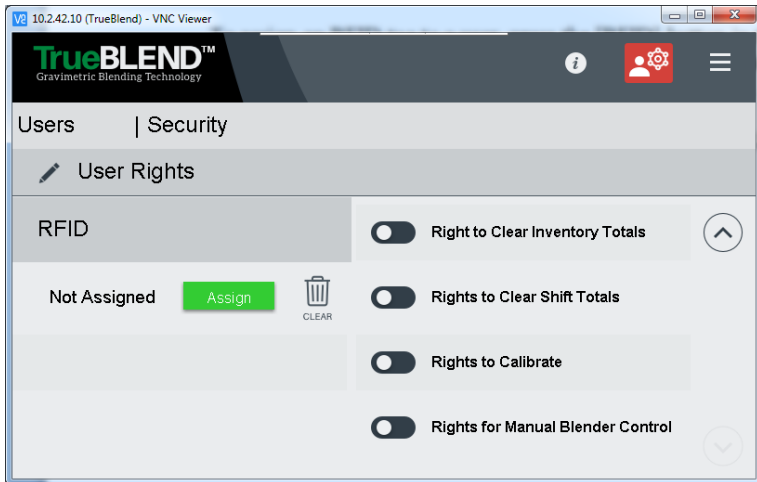 10.2.42.10 (TrueBlend) - VNC Viewer
TrueBLEND™
Gravimetric Blending Technology
Users | Security
User Rights
RFID
Not Assigned
Assign
CLEAR
Right to Clear Inventory Totals
Rights to Clear Shift Totals
Rights to Calibrate
Rights for Manual Blender Control